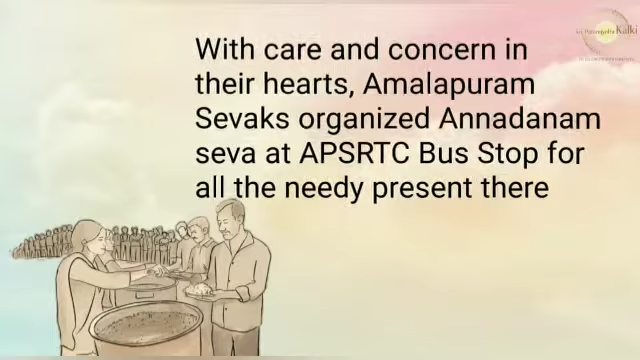 With care and concern in
their hearts, Amalapuram
Sevaks organized Annadanam
seva at APSRTC Bus Stop for
all the needy present there
Kalki